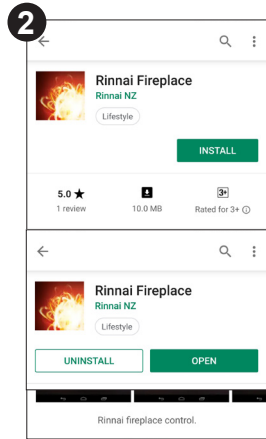 2
Rinnai Fireplace
Rinnai NZ
Lifestyle
INSTALL
5.0 ★
3+
1 review
10.0 MB
Rated for 3+
Rinnai Fireplace
Rinnai NZ
Lifestyle
UNINSTALL
OPEN
Rinnai fireplace control.